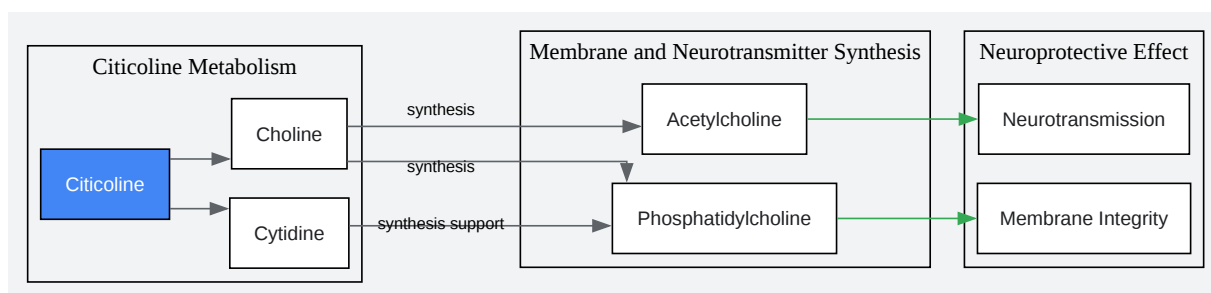 Citicoline Metabolism
Citicoline
Choline
Cytidine
synthesis
synthesis
synthesis support
Membrane and Neurotransmitter Synthesis
Acetylcholine
Phosphatidylcholine
Neuroprotective Effect
Neurotransmission
Membrane Integrity